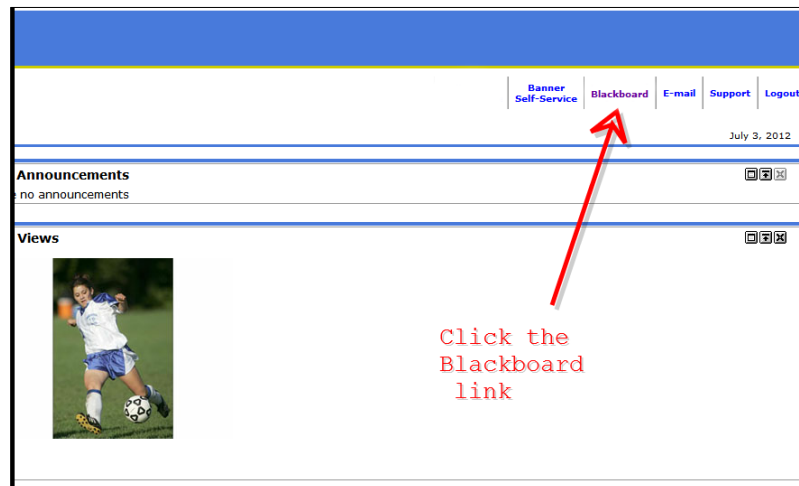 Banner
Self-Service
Blackboard
E-mail
Support
Logout
July 3, 2012
Announcements
no announcements
Views
Click the
Blackboard
link